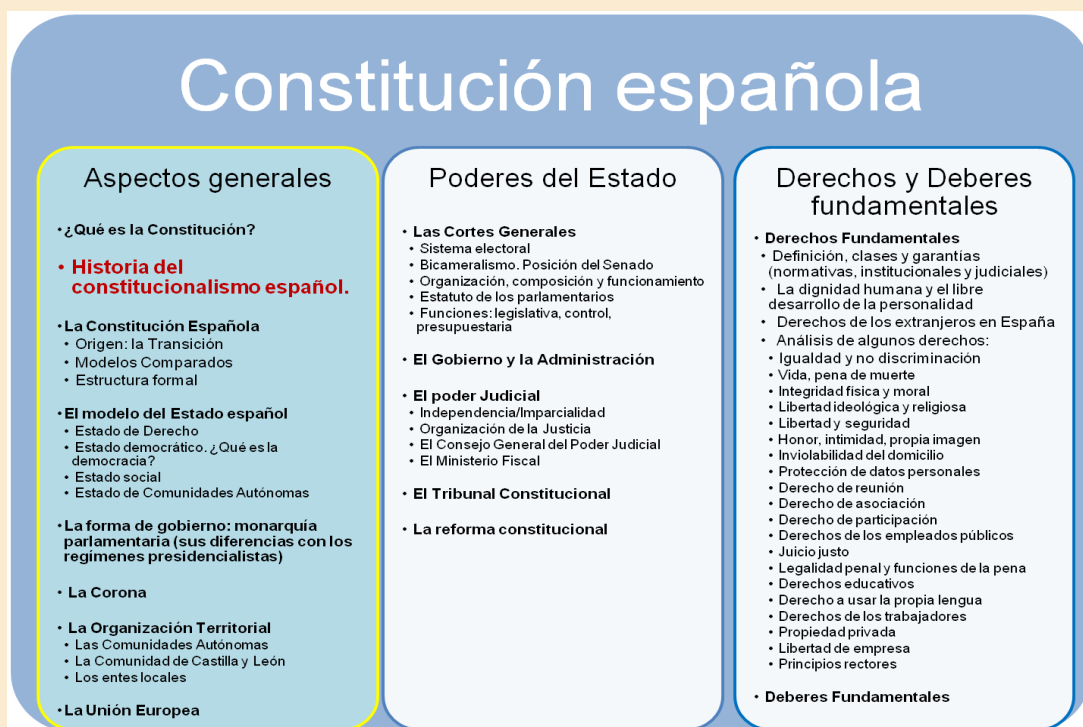 Constitución española
Aspectos generales
• ¿Qué es la Constitución?
• Historia del
constitucionalismo español.
• La Constitución Española
• Origen: la Transición
• Modelos Comparados
• Estructura formal
• El modelo del Estado español
• Estado de Derecho
• Estado democrático. ¿Qué es la
democracia?
• Estado social
• Estado de Comunidades Autónomas
• La forma de gobierno: monarquía
parlamentaria (sus diferencias con los
regímenes presidencialistas)
• La Corona
• La Organización Territorial
• Las Comunidades Autónomas
• La Comunidad de Castilla y León
• Los entes locales
• La Unión Europea
Poderes del Estado
• Las Cortes Generales
• Sistema electoral
• Bicameralismo. Posición del Senado
• Organización, composición y funcionamiento
• Estatuto de los parlamentarios
• Funciones: legislativa, control,
presupuestaria
• El Gobierno y la Administración
• El poder Judicial
• Independencia/Imparcialidad
• Organización de la Justicia
• El Consejo General del Poder Judicial
• El Ministerio Fiscal
• El Tribunal Constitucional
• La reforma constitucional
Derechos y Deberes
fundamentales
• Derechos Fundamentales
• Definición, clases y garantías
(normativas, institucionales y judiciales)
• La dignidad humana y el libre
desarrollo de la personalidad
• Derechos de los extranjeros en España
• Análisis de algunos derechos:
• Igualdad y no discriminación
• Vida, pena de muerte
• Integridad física y moral
• Libertad ideológica y religiosa
• Libertad y seguridad
• Honor, intimidad, propia imagen
• Inviolabilidad del domicilio
• Protección de datos personales
• Derecho de reunión
• Derecho de asociación
• Derecho de participación
• Derechos de los empleados públicos
• Juicio justo
• Legalidad penal y funciones de la pena
• Derechos educativos
• Derecho a usar la propia lengua
• Derechos de los trabajadores
• Propiedad privada
• Libertad de empresa
• Principios rectores
• Deberes Fundamentales